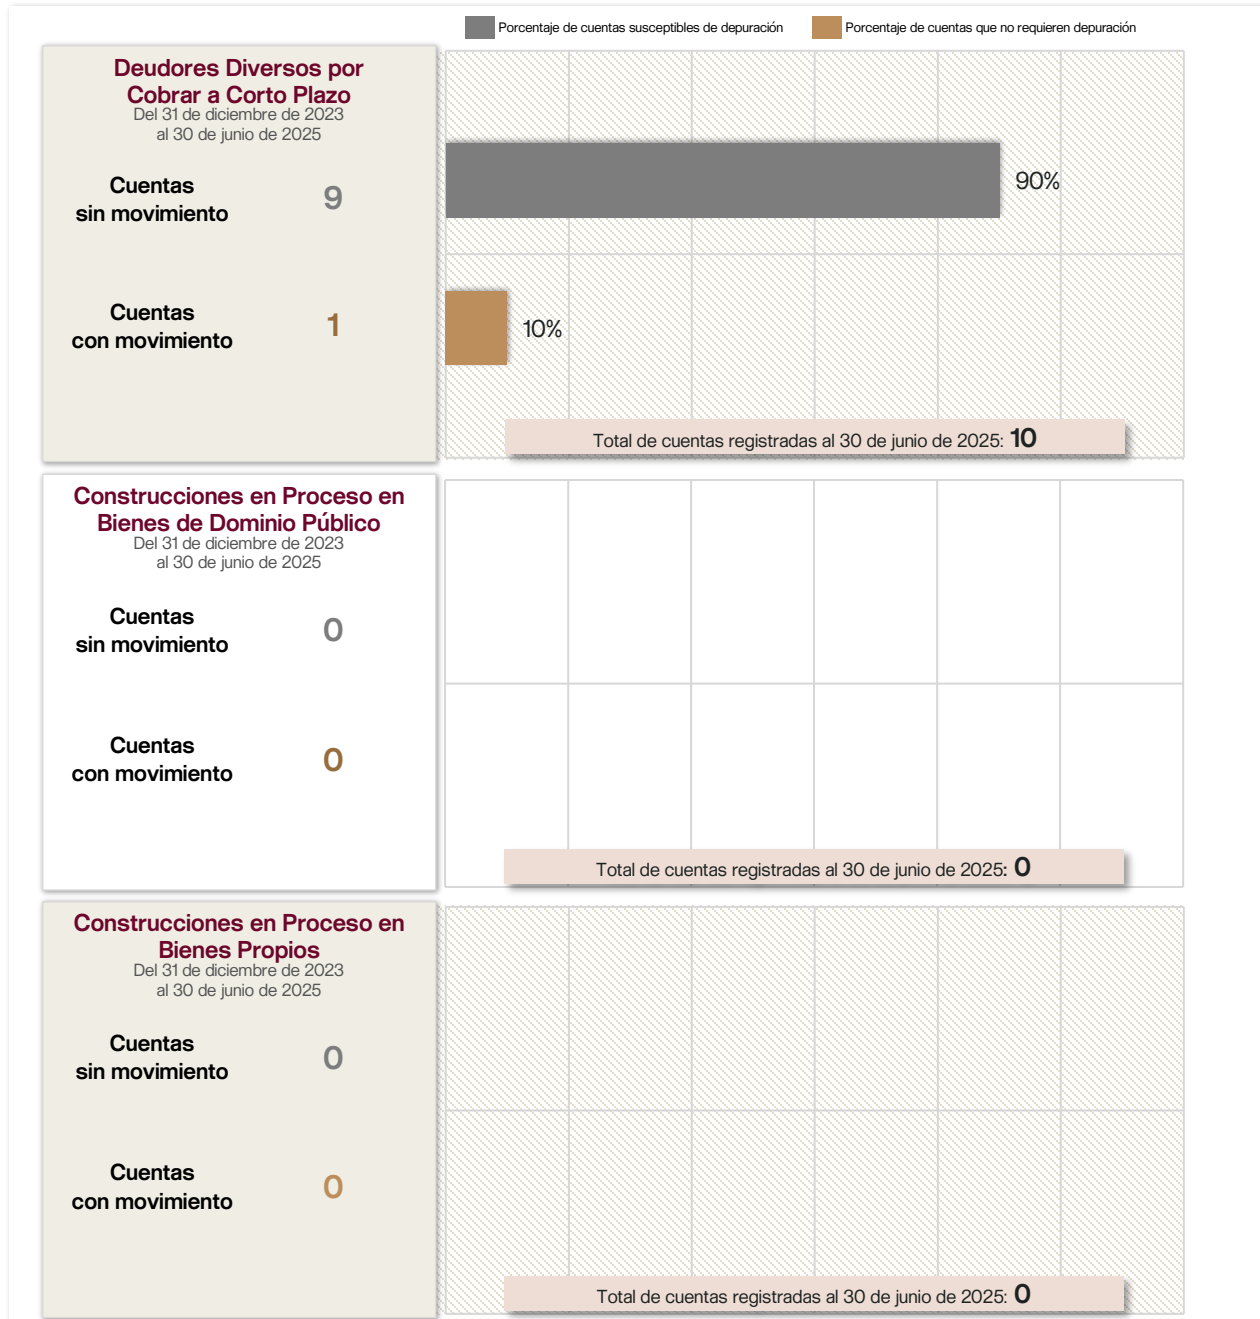 Porcentaje de cuentas susceptibles de depuración
Porcentaje de cuentas que no requieren depuración
Deudores Diversos por
Cobrar a Corto Plazo
Del 31 de diciembre de 2023
al 30 de junio de 2025
Cuentas
sin movimiento
9
90%
Cuentas
con movimiento
1
10%
Total de cuentas registradas al 30 de junio de 2025: 10
Construcciones en Proceso en
Bienes de Dominio Público
Del 31 de diciembre de 2023
al 30 de junio de 2025
Cuentas
sin movimiento
0
Cuentas
con movimiento
0
Total de cuentas registradas al 30 de junio de 2025: 0
Construcciones en Proceso en
Bienes Propios
Del 31 de diciembre de 2023
al 30 de junio de 2025
Cuentas
sin movimiento
0
Cuentas
con movimiento
0
Total de cuentas registradas al 30 de junio de 2025: 0